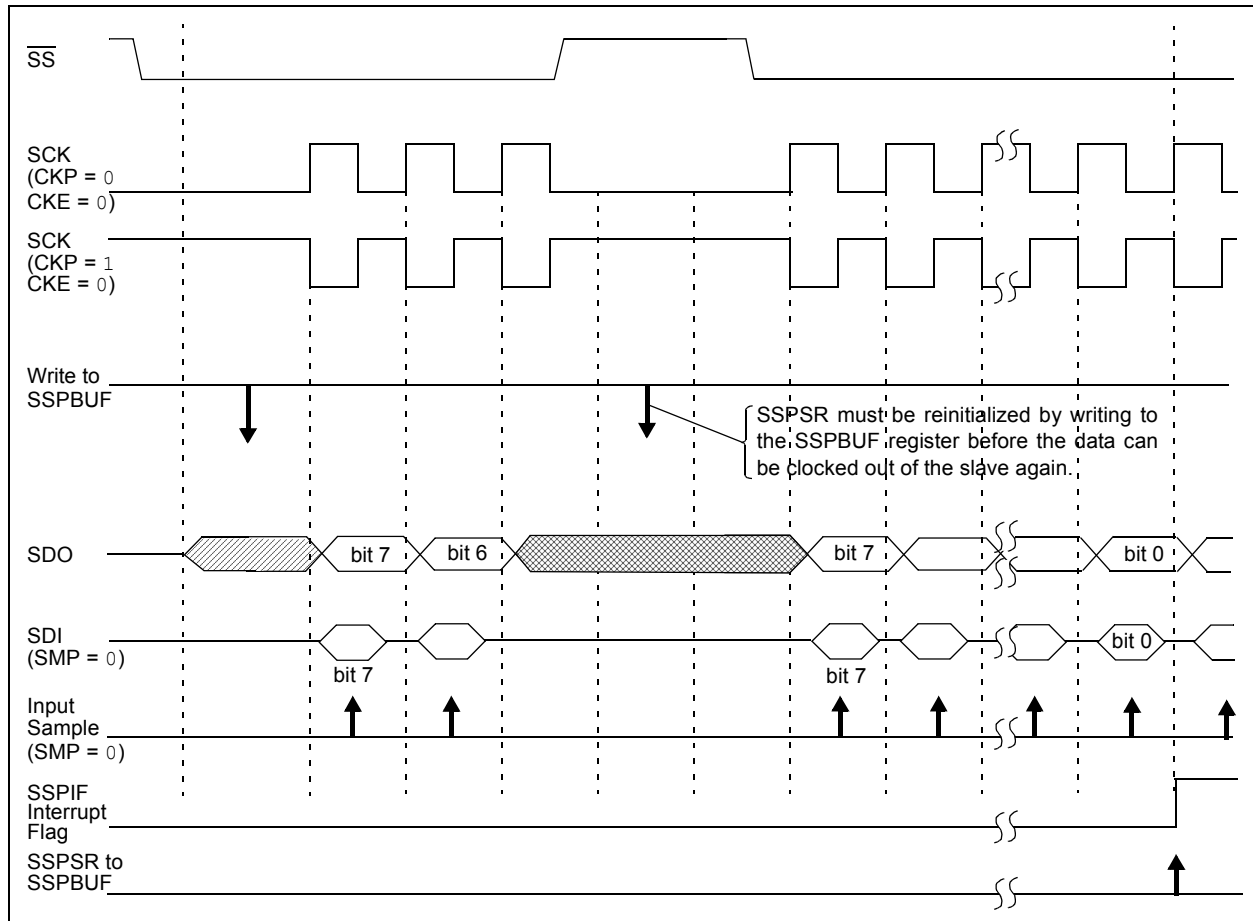 SS
SCK
(CKP = 0
CKE = 0)
SCK
(CKP = 1
CKE = 0)
Write to
SSPBUF
SSPSR must be reinitialized by writing to
the SSPBUF register before the data can
be clocked out of the slave again.
SDO
bit 7
bit 6
bit 7
bit 0
SDI
(SMP = 0)
bit 7
bit 7
bit 0
Input
Sample
(SMP = 0)
SSPIF
Interrupt
Flag
SSPSR to
SSPBUF